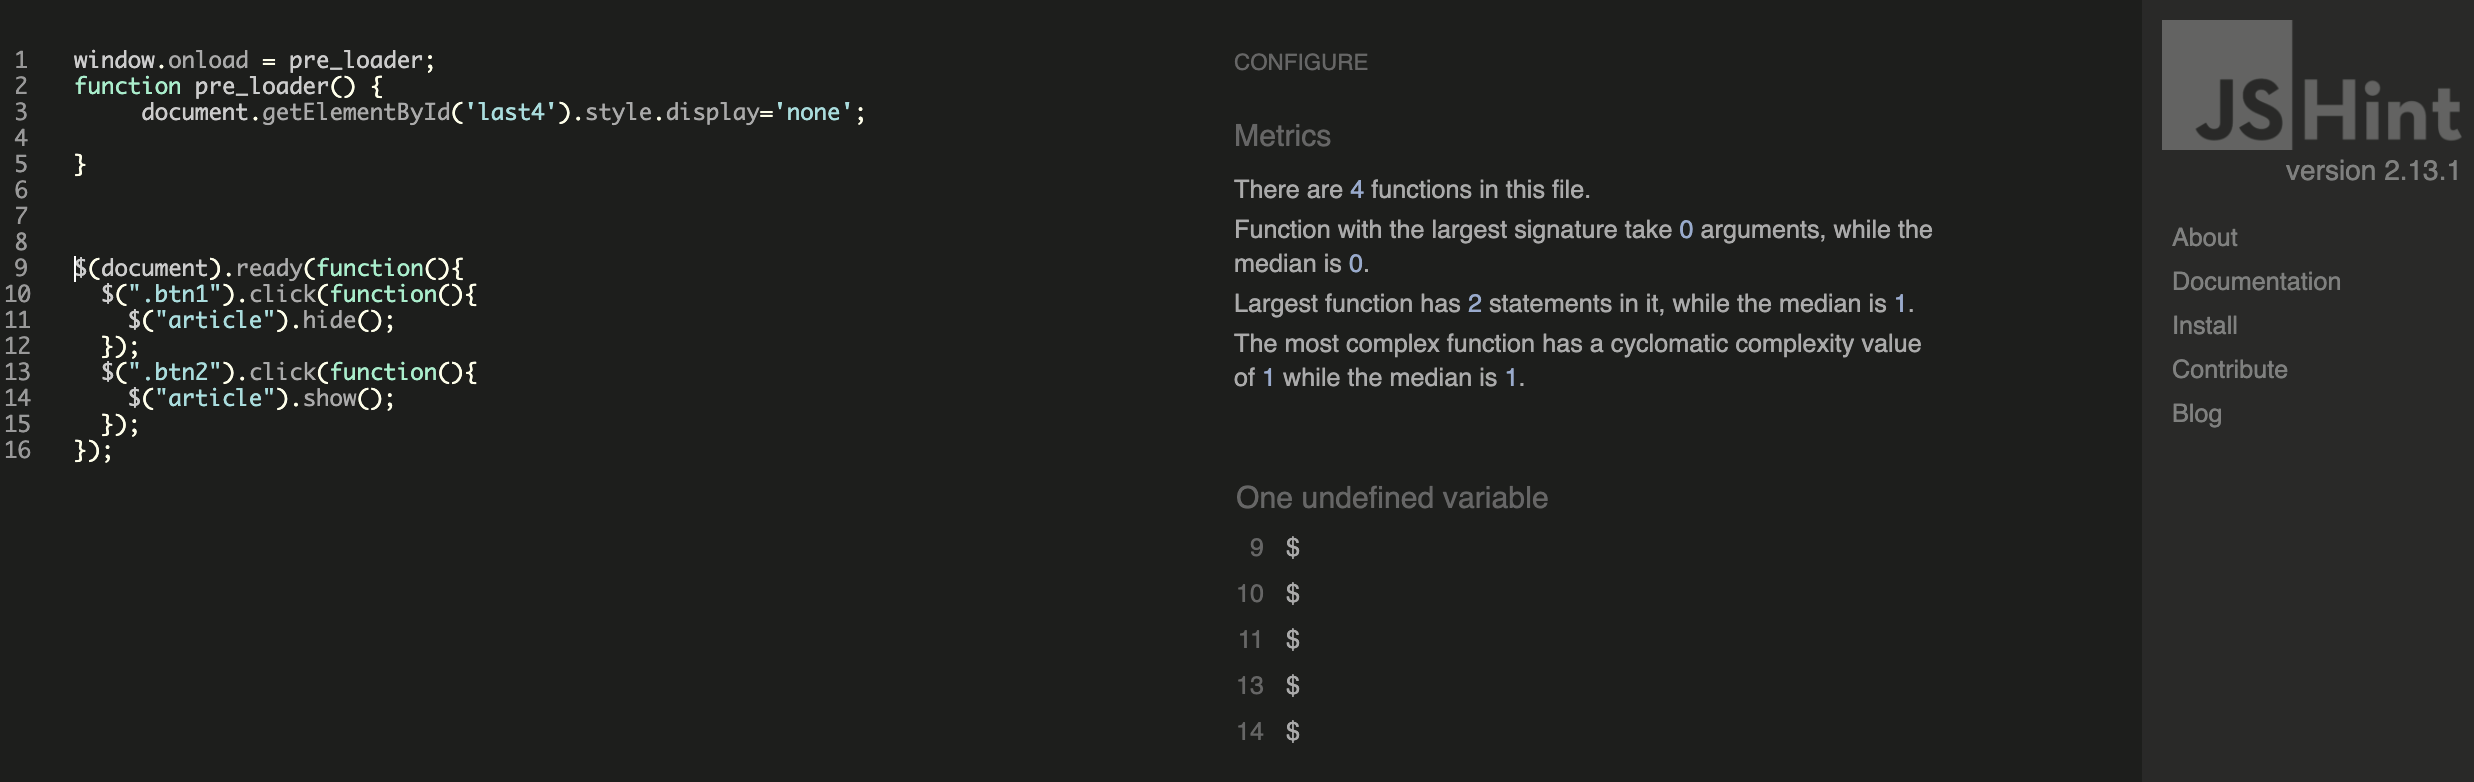 1 window.onload = pre_loader;
2 function pre_loader() {
3 document.getElementById('last4').style.display='none';
4
5 }
6
7
8
9 $(document).ready(function(){
10 $(".btn1").click(function(){
11 $("article").hide();
12 });
13 $(".btn2").click(function(){
14 $("article").show();
15 });
16 });
CONFIGURE
Metrics
There are 4 functions in this file.
Function with the largest signature take 0 arguments, while the
median is 0.
Largest function has 2 statements in it, while the median is 1.
The most complex function has a cyclomatic complexity value
of 1 while the median is 1.
One undefined variable
9 $
10 $
11 $
13 $
14 $
JSHint
version 2.13.1
About
Documentation
Install
Contribute
Blog